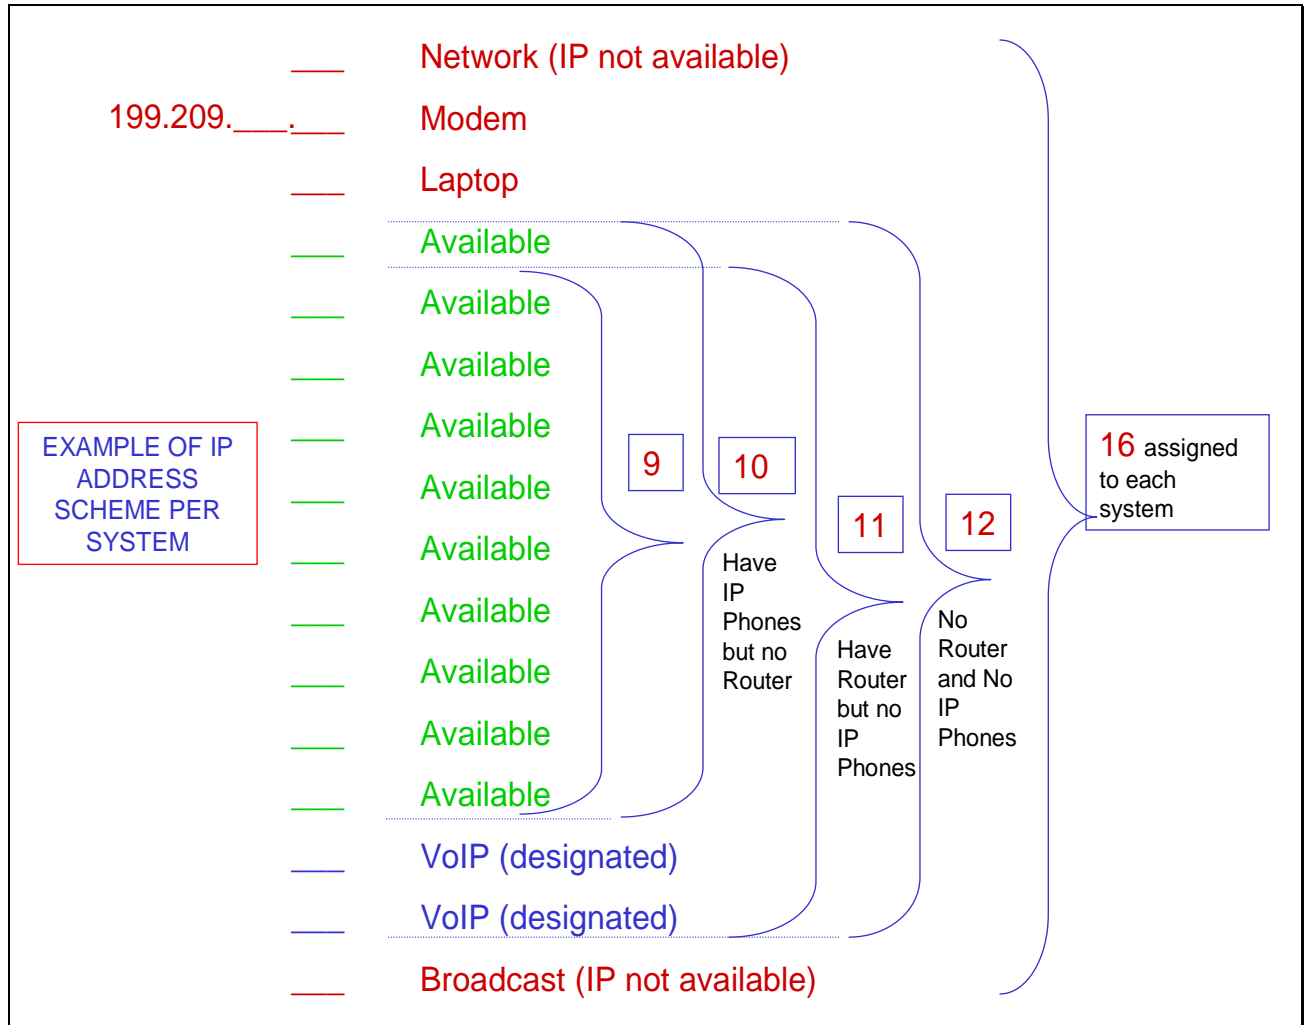 ___ Network (IP not available)
199.209.___.___ Modem
___ Laptop
___ Available
___ Available
___ Available
___ Available
___ Available
___ Available
___ Available
___ Available
___ Available
___ Available
___ VoIP (designated)
___ VoIP (designated)
___ Broadcast (IP not available)
EXAMPLE OF IP
ADDRESS
SCHEME PER
SYSTEM
9
10
Have
IP
Phones
but no
Router
11
Have
Router
but no
IP
Phones
12
No
Router
and No
IP
Phones
16 assigned
to each
system